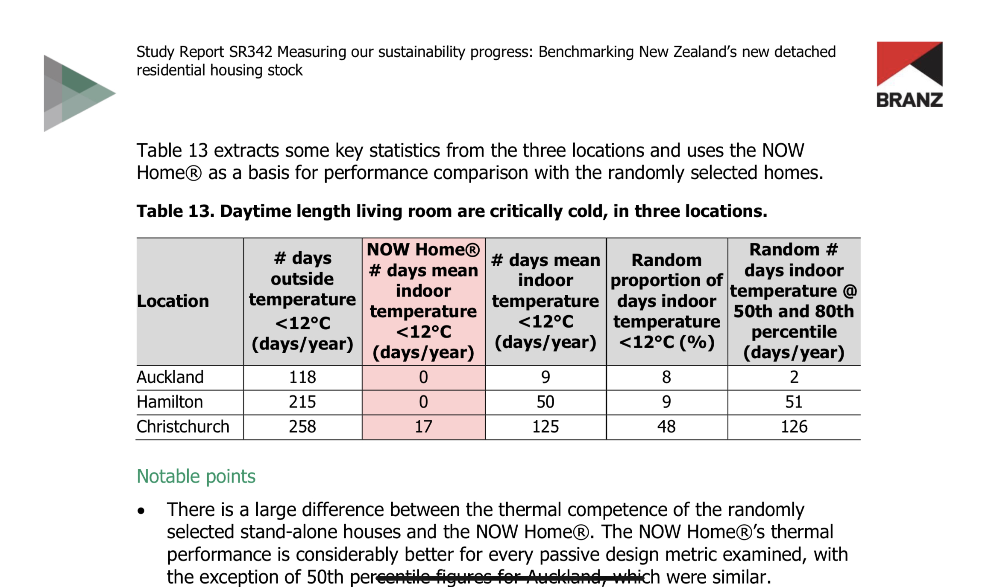 Study Report SR342 Measuring our sustainability progress: Benchmarking New Zealand's new detached
residential housing stock
BRANZ
Table 13 extracts some key statistics from the three locations and uses the NOW
Home® as a basis for performance comparison with the randomly selected homes.
Table 13. Daytime length living room are critically cold, in three locations.
Location
# days
outside
temperature
<12°C
(days/year)
NOW Home®
# days mean
indoor
temperature
<12°C
(days/year)
# days mean
indoor
temperature
<12°C
(days/year)
Random
proportion of
days indoor
temperature
<12°C (%)
Random #
days indoor
temperature @
50th and 80th
percentile
(days/year)
Auckland 118 0 9 8 2
Hamilton 215 0 50 9 51
Christchurch 258 17 125 48 126
Notable points
• There is a large difference between the thermal competence of the randomly
selected stand-alone houses and the NOW Home®. The NOW Home®'s thermal
performance is considerably better for every passive design metric examined, with
the exception of 50th percentile figures for Auckland, which were similar.